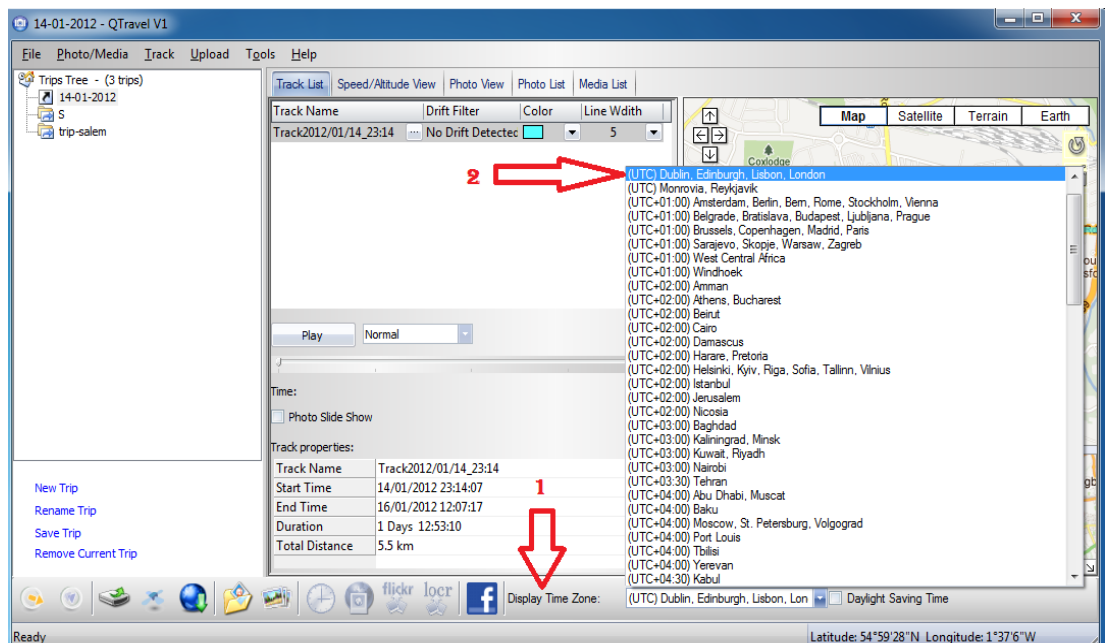 14-01-2012 - QTravel V1
File Photo/Media Track Upload Tools Help
Trips Tree - (3 trips)
14-01-2012
S
trip-salem
Track List Speed/Altitude View Photo View Photo List Media List
Track Name Drift Filter Color Line Wdith
Track2012/01/14_23:14 ... No Drift Detectec 5
Map Satellite Terrain Earth
Coxlodge
2
(UTC) Dublin, Edinburgh, Lisbon, London
(UTC) Monrovia, Reykjavik
(UTC+01:00) Amsterdam, Berlin, Bern, Rome, Stockholm, Vienna
(UTC+01:00) Belgrade, Bratislava, Budapest, Ljubljana, Prague
(UTC+01:00) Brussels, Copenhagen, Madrid, Paris
(UTC+01:00) Sarajevo, Skopje, Warsaw, Zagreb
(UTC+01:00) West Central Africa
(UTC+01:00) Windhoek
(UTC+02:00) Amman
(UTC+02:00) Athens, Bucharest
(UTC+02:00) Beirut
(UTC+02:00) Cairo
(UTC+02:00) Damascus
(UTC+02:00) Harare, Pretoria
(UTC+02:00) Helsinki, Kyiv, Riga, Sofia, Tallinn, Vilnius
(UTC+02:00) Istanbul
(UTC+02:00) Jerusalem
(UTC+02:00) Nicosia
(UTC+03:00) Baghdad
(UTC+03:00) Kaliningrad, Minsk
(UTC+03:00) Kuwait, Riyadh
(UTC+03:00) Nairobi
(UTC+03:30) Tehran
(UTC+04:00) Abu Dhabi, Muscat
(UTC+04:00) Baku
(UTC+04:00) Moscow, St. Petersburg, Volgograd
(UTC+04:00) Port Louis
(UTC+04:00) Tbilisi
(UTC+04:00) Yerevan
(UTC+04:30) Kabul
Play Normal
Time:
Photo Slide Show
Track properties:
Track Name Track2012/01/14_23:14
Start Time 14/01/2012 23:14:07
End Time 16/01/2012 12:07:17
Duration 1 Days 12:53:10
Total Distance 5.5 km
1
New Trip
Rename Trip
Save Trip
Remove Current Trip
flickr locr f Display Time Zone: (UTC) Dublin, Edinburgh, Lisbon, Lon Daylight Saving Time
Ready Latitude: 54°59'28"N Longitude: 1°37'6"W